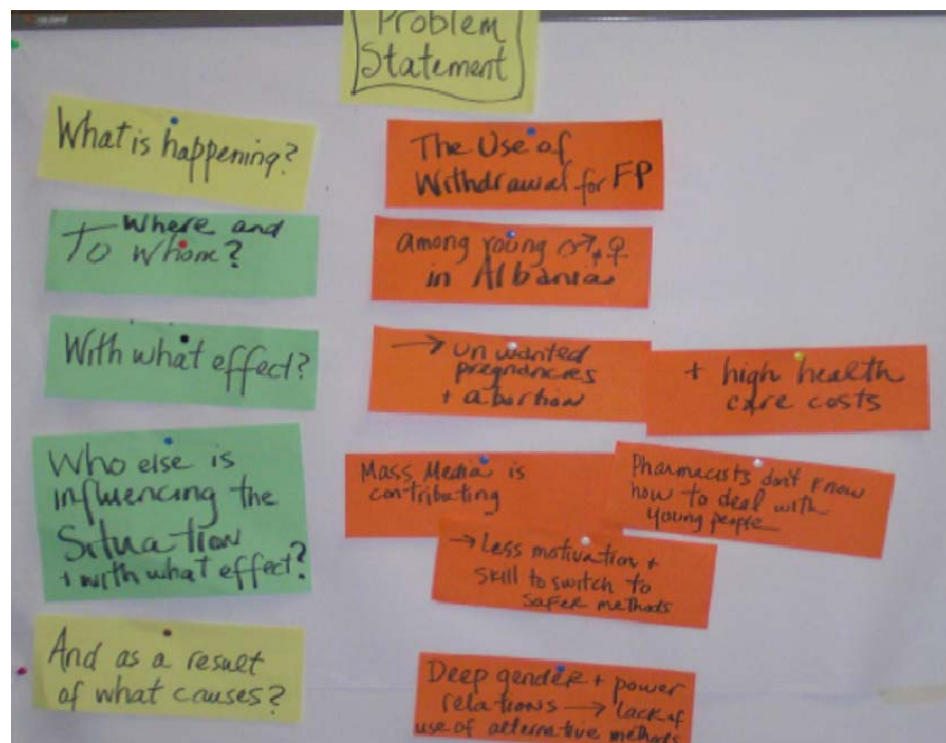 Problem
Statement
What is happening?
The Use of
Withdrawal for FP
To Where and
Whom?
among young ♂+♀
in Albania
With what effect?
→ unwanted
pregnancies
+ abortion
+ high health
care costs
Who else is
influencing the
Situation
+ with what effect?
Mass Media is
contributing
Pharmacists don't know
how to deal with
young people
→ Less motivation +
skill to switch to
safer methods
And as a result
of what causes?
Deep gender + power
relations → lack of
use of alternative methods